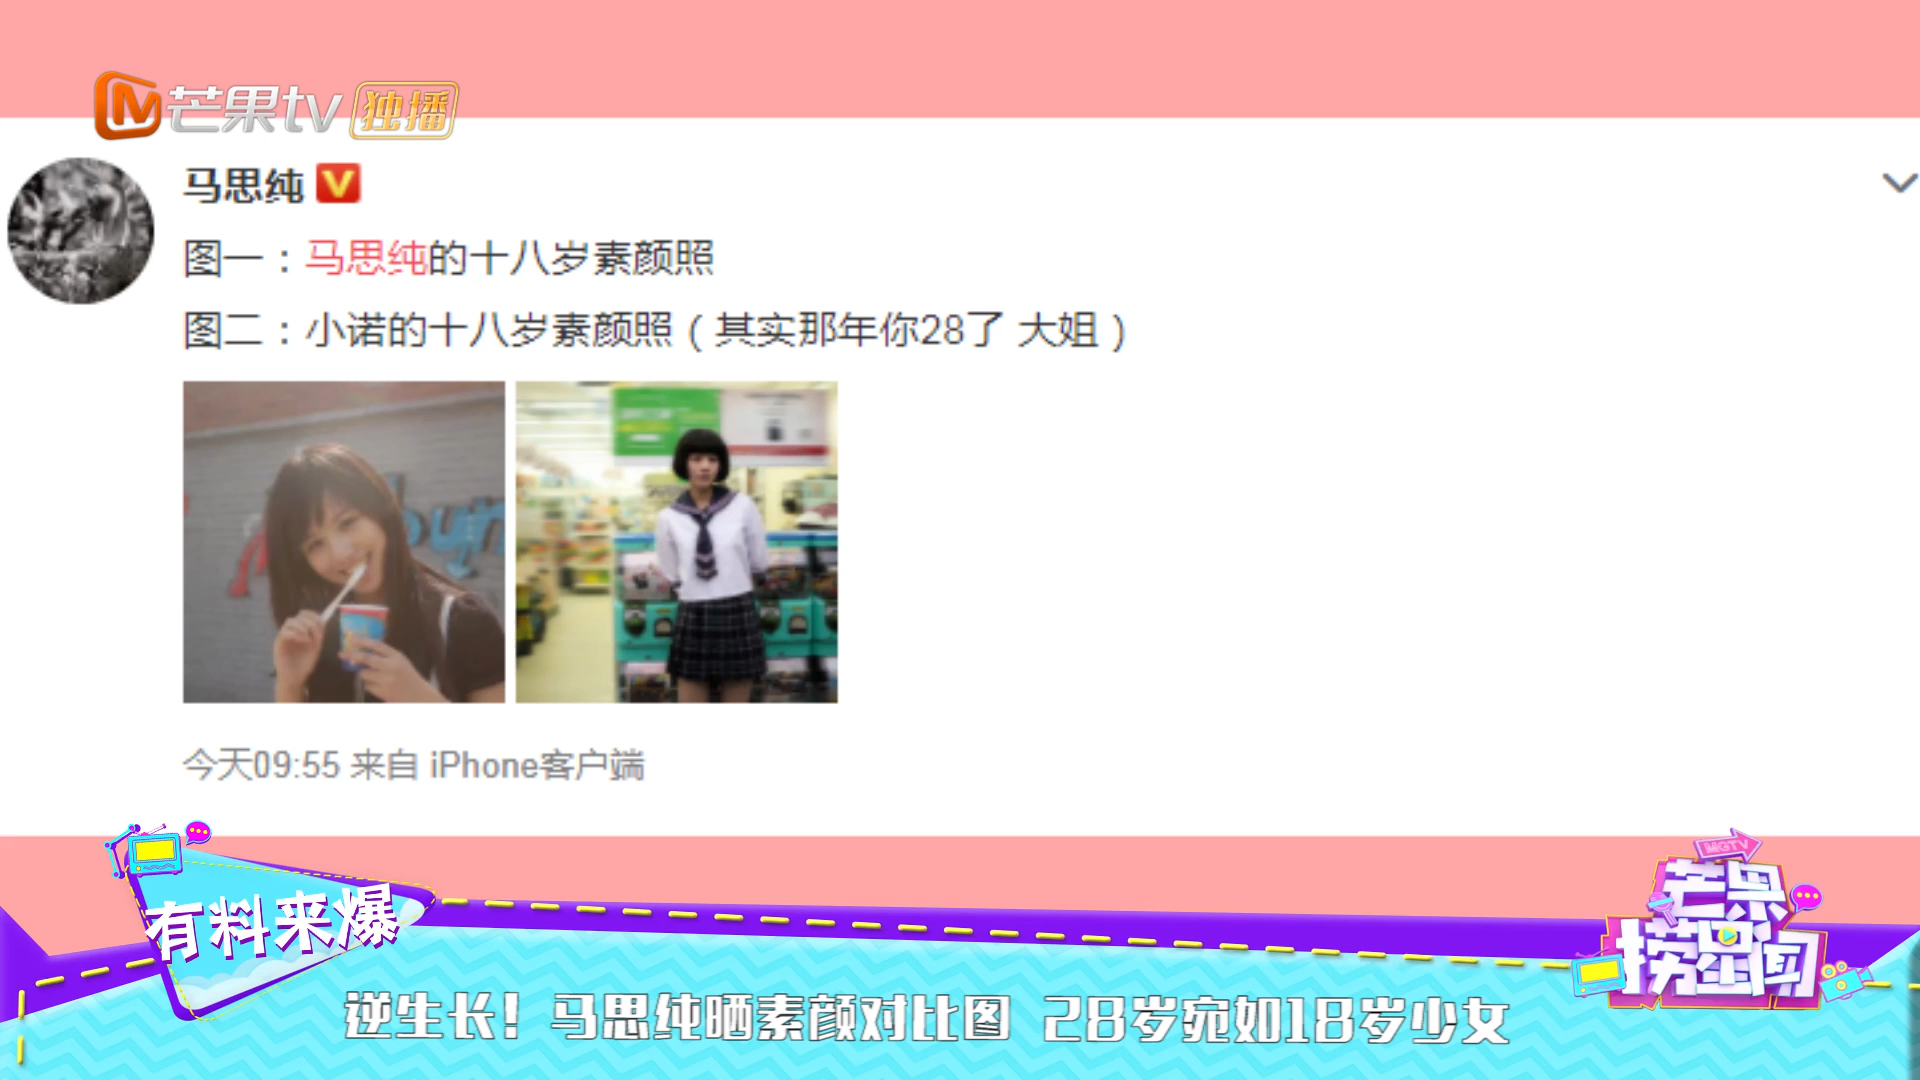 芒果tv 独播
马思纯 V
图一：马思纯的十八岁素颜照
图二：小诺的十八岁素颜照（其实那年你28了 大姐）
今天09:55 来自 iPhone客户端
有料来爆
MGTV
芒果
捞星闻
逆生长！马思纯晒素颜对比图 28岁宛如18岁少女